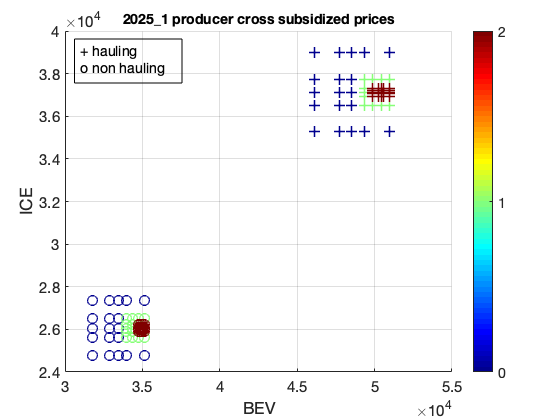 2025_1 producer cross subsidized prices
×10⁴
4
3.8
3.6
3.4
3.2
3
2.8
2.6
2.4
ICE
+ hauling
o non hauling
3 3.5 4 4.5 5 5.5
BEV
×10⁴
2
1
0